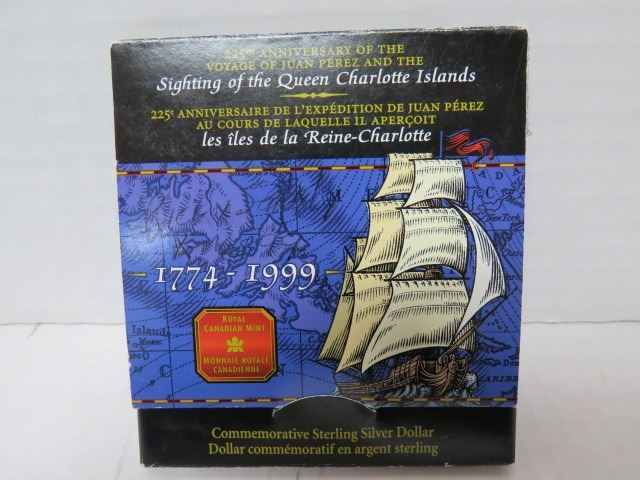 225TH ANNIVERSARY OF THE
VOYAGE OF JUAN PÉREZ AND THE
Sighting of the Queen Charlotte Islands
225e ANNIVERSAIRE DE L'EXPÉDITION DE JUAN PÉREZ
AU COURS DE LAQUELLE IL APERÇOIT
les îles de la Reine-Charlotte
1774 - 1999
ROYAL
CANADIAN MINT
MONNAIE ROYALE
CANADIENNE
Islands
Commemorative Sterling Silver Dollar
Dollar commémoratif en argent sterling